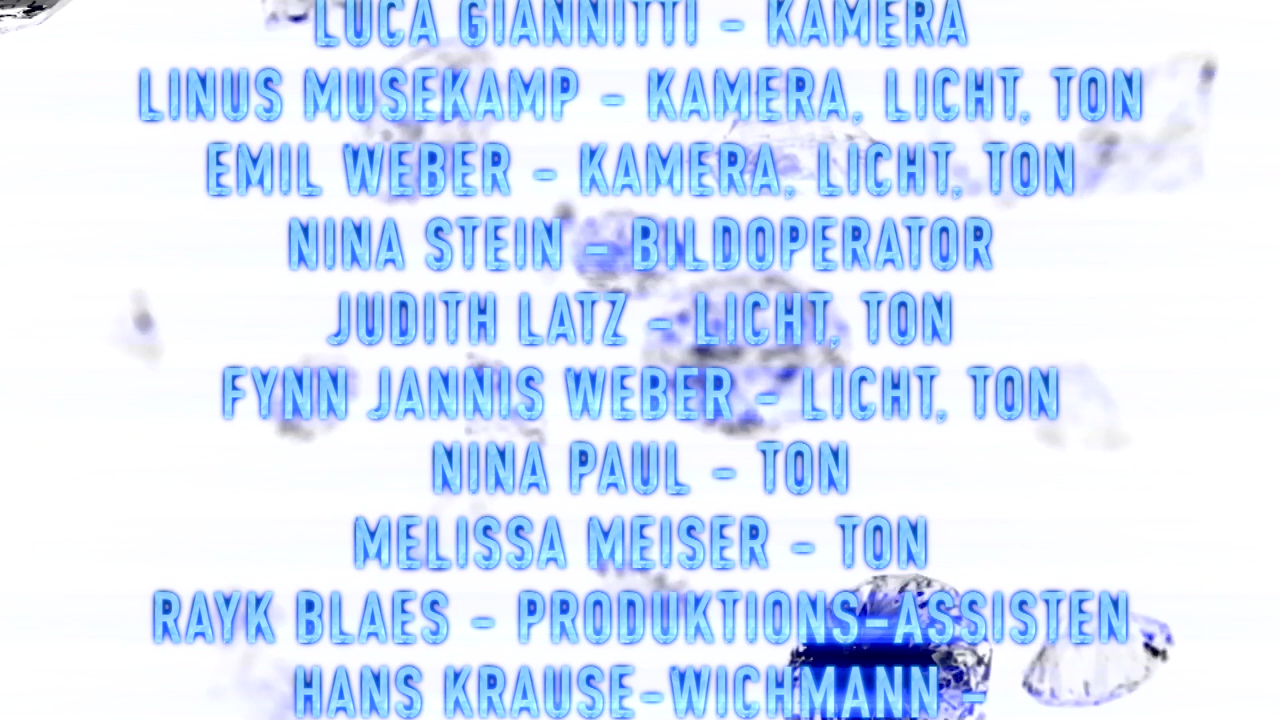 LUCA GIANNITTI - KAMERA
LINUS MUSEKAMP - KAMERA, LICHT, TON
EMIL WEBER - KAMERA, LICHT, TON
NINA STEIN - BILDOPERATOR
JUDITH LATZ - LICHT, TON
FYNN JANNIS WEBER - LICHT, TON
NINA PAUL - TON
MELISSA MEISER - TON
RAYK BLAES - PRODUKTIONS-ASSISTEN
HANS KRAUSE-WICHMANN -